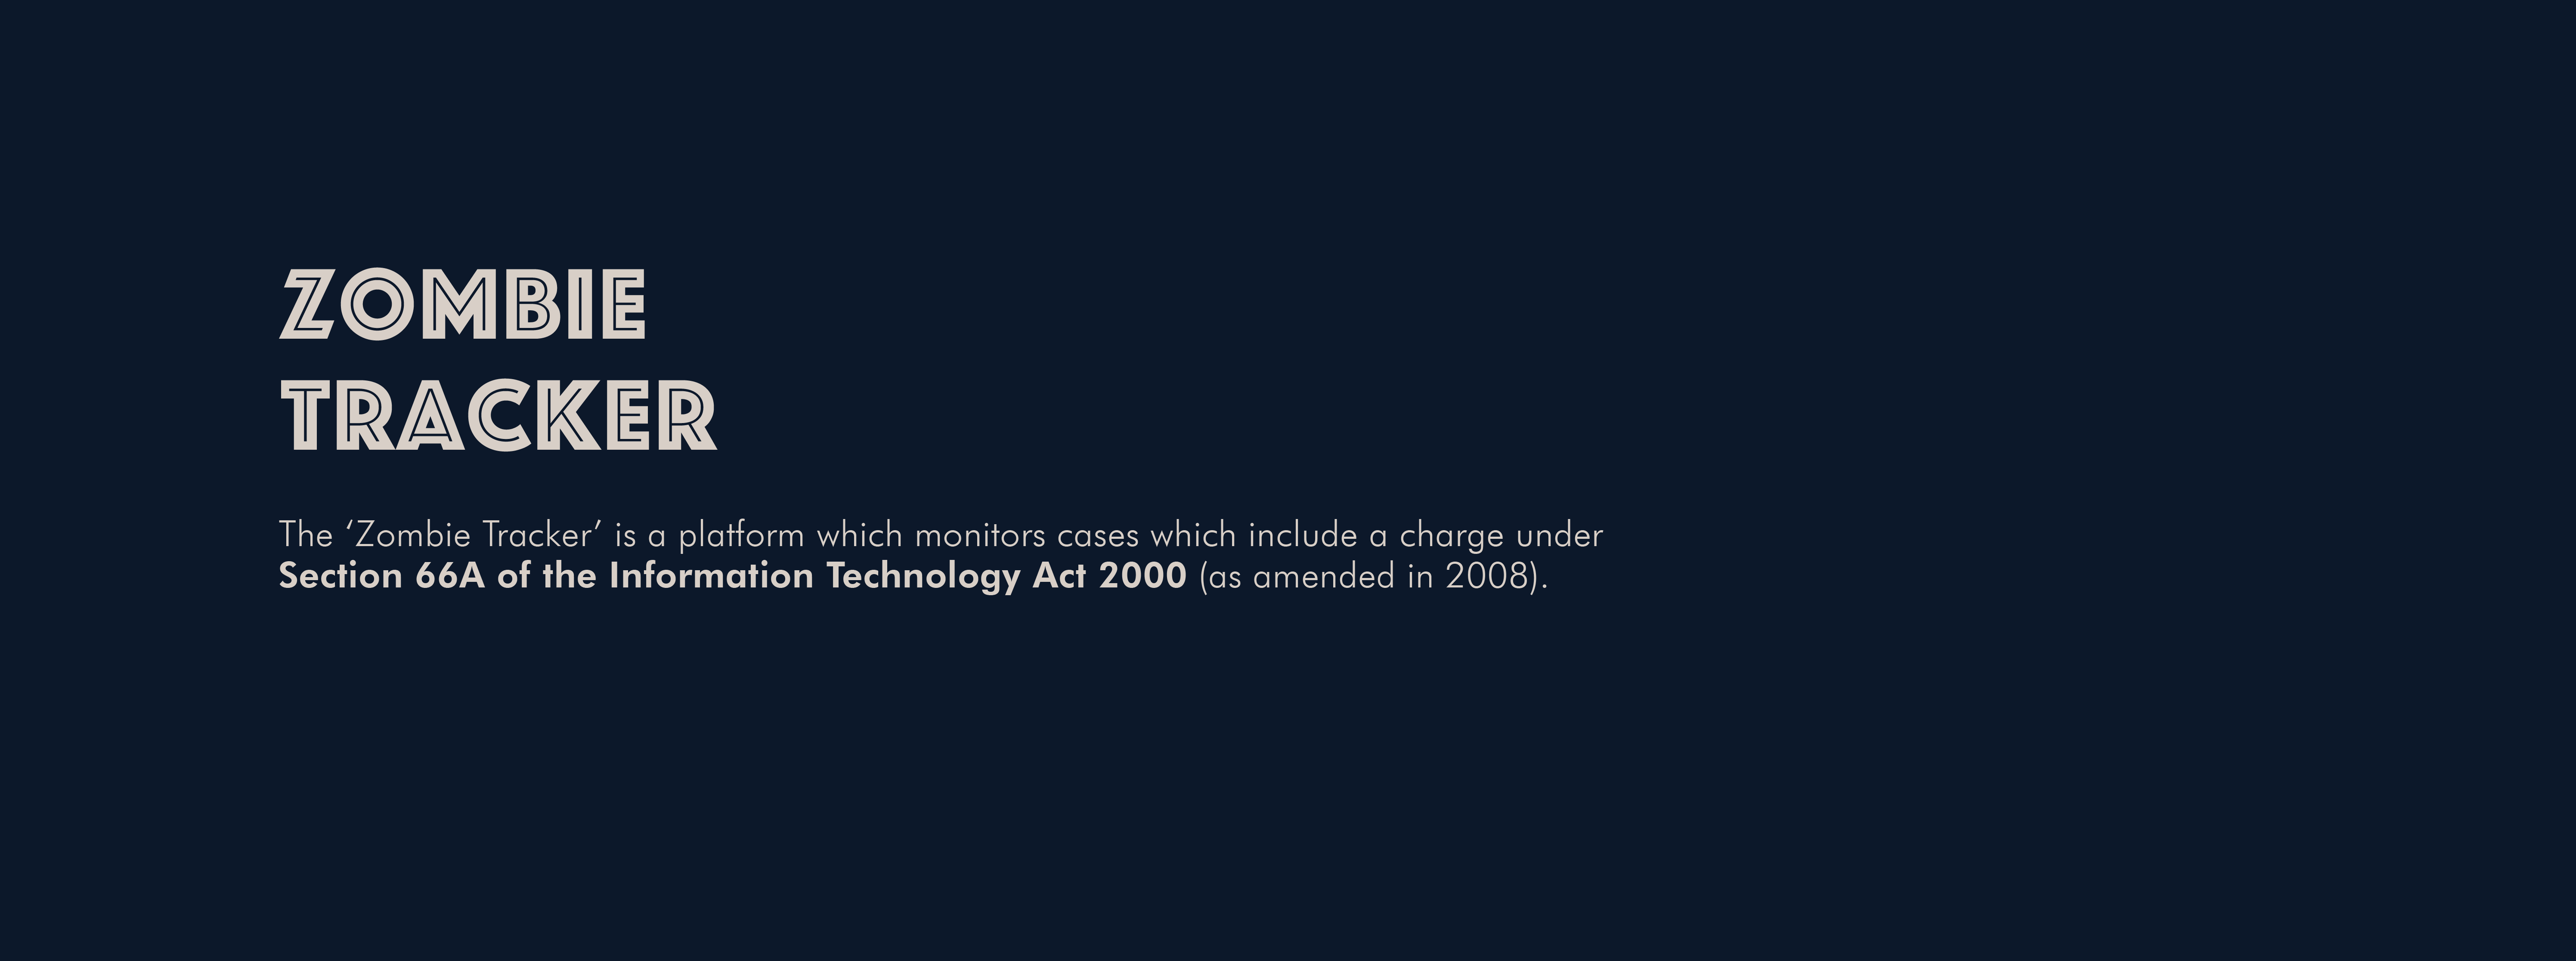 ZOMBIE
TRACKER
The ‘Zombie Tracker’ is a platform which monitors cases which include a charge under
Section 66A of the Information Technology Act 2000 (as amended in 2008).